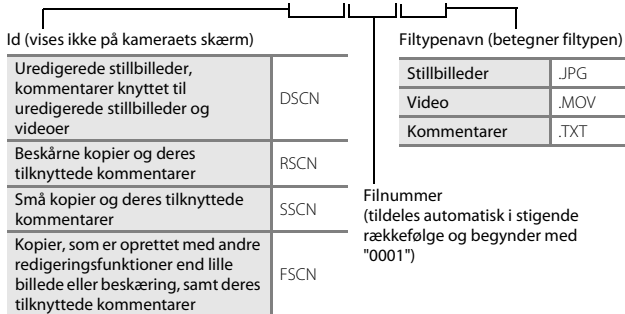 Id (vises ikke på kameraets skærm)
Uredigerede stillbilleder,
kommentarer knyttet til
uredigerede stillbilleder og
videoer
DSCN
Beskårne kopier og deres
tilknyttede kommentarer
RSCN
Små kopier og deres tilknyttede
kommentarer
SSCN
Kopier, som er oprettet med andre
redigeringsfunktioner end lille
billede eller beskæring, samt deres
tilknyttede kommentarer
FSCN
Filtypenavn (betegner filtypen)
Stillbilleder .JPG
Video .MOV
Kommentarer .TXT
Filnummer
(tildeles automatisk i stigende
rækkefølge og begynder med
"0001")